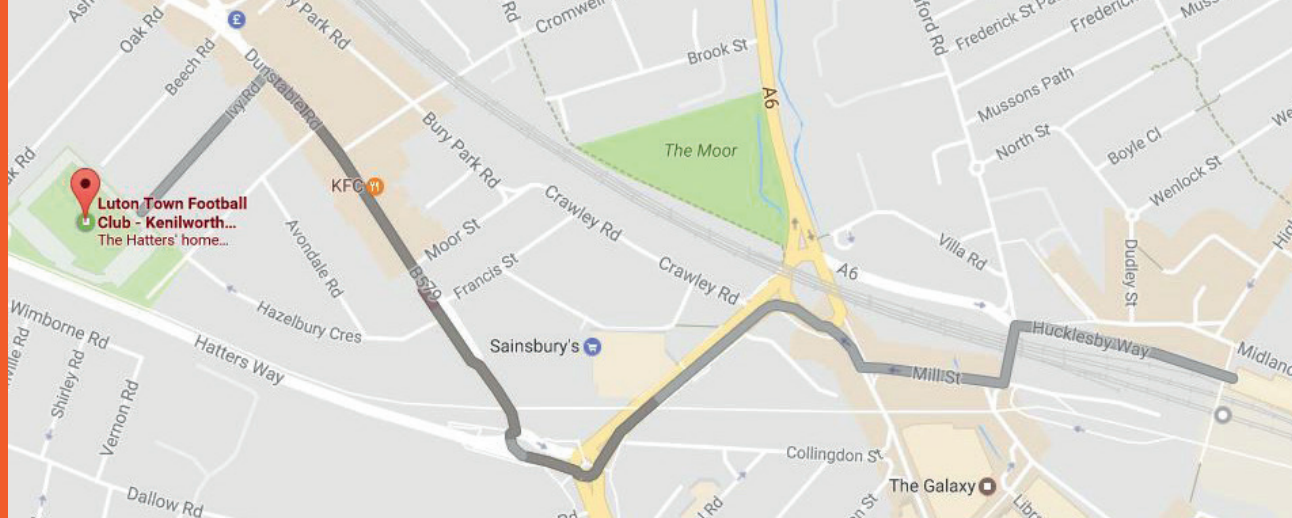 Oak Rd
Beech Rd
Ivy Rd
Dunstable Rd
Bury Park Rd
Cromwell
Brook St
A6
Frederick St
Frederick
Mussons Path
North St
Boyle Cl
Wenlock St
The Moor
KFC
Luton Town Football
Club - Kenilworth...
The Hatters' home...
Avondale Rd
Moor St
Crawley Rd
Crawley Rd
Villa Rd
Dudley St
A6
B579
Francis St
Hazelbury Cres
Wimborne Rd
Hatters Way
Sainsbury's
Hucklesby Way
Mill St
Shirley Rd
Vernon Rd
Collingdon St
The Galaxy
Dallow Rd
Bury Park Rd